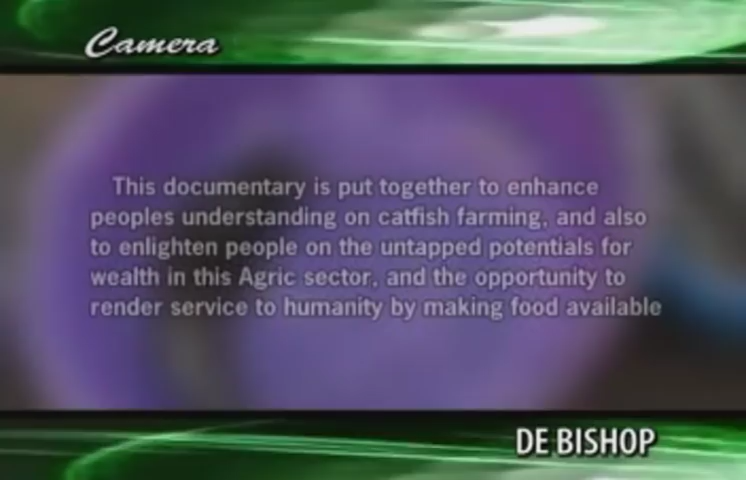 Camera
This documentary is put together to enhance
peoples understanding on catfish farming, and also
to enlighten people on the untapped potentials for
wealth in this Agric sector, and the opportunity to
render service to humanity by making food available
DE BISHOP